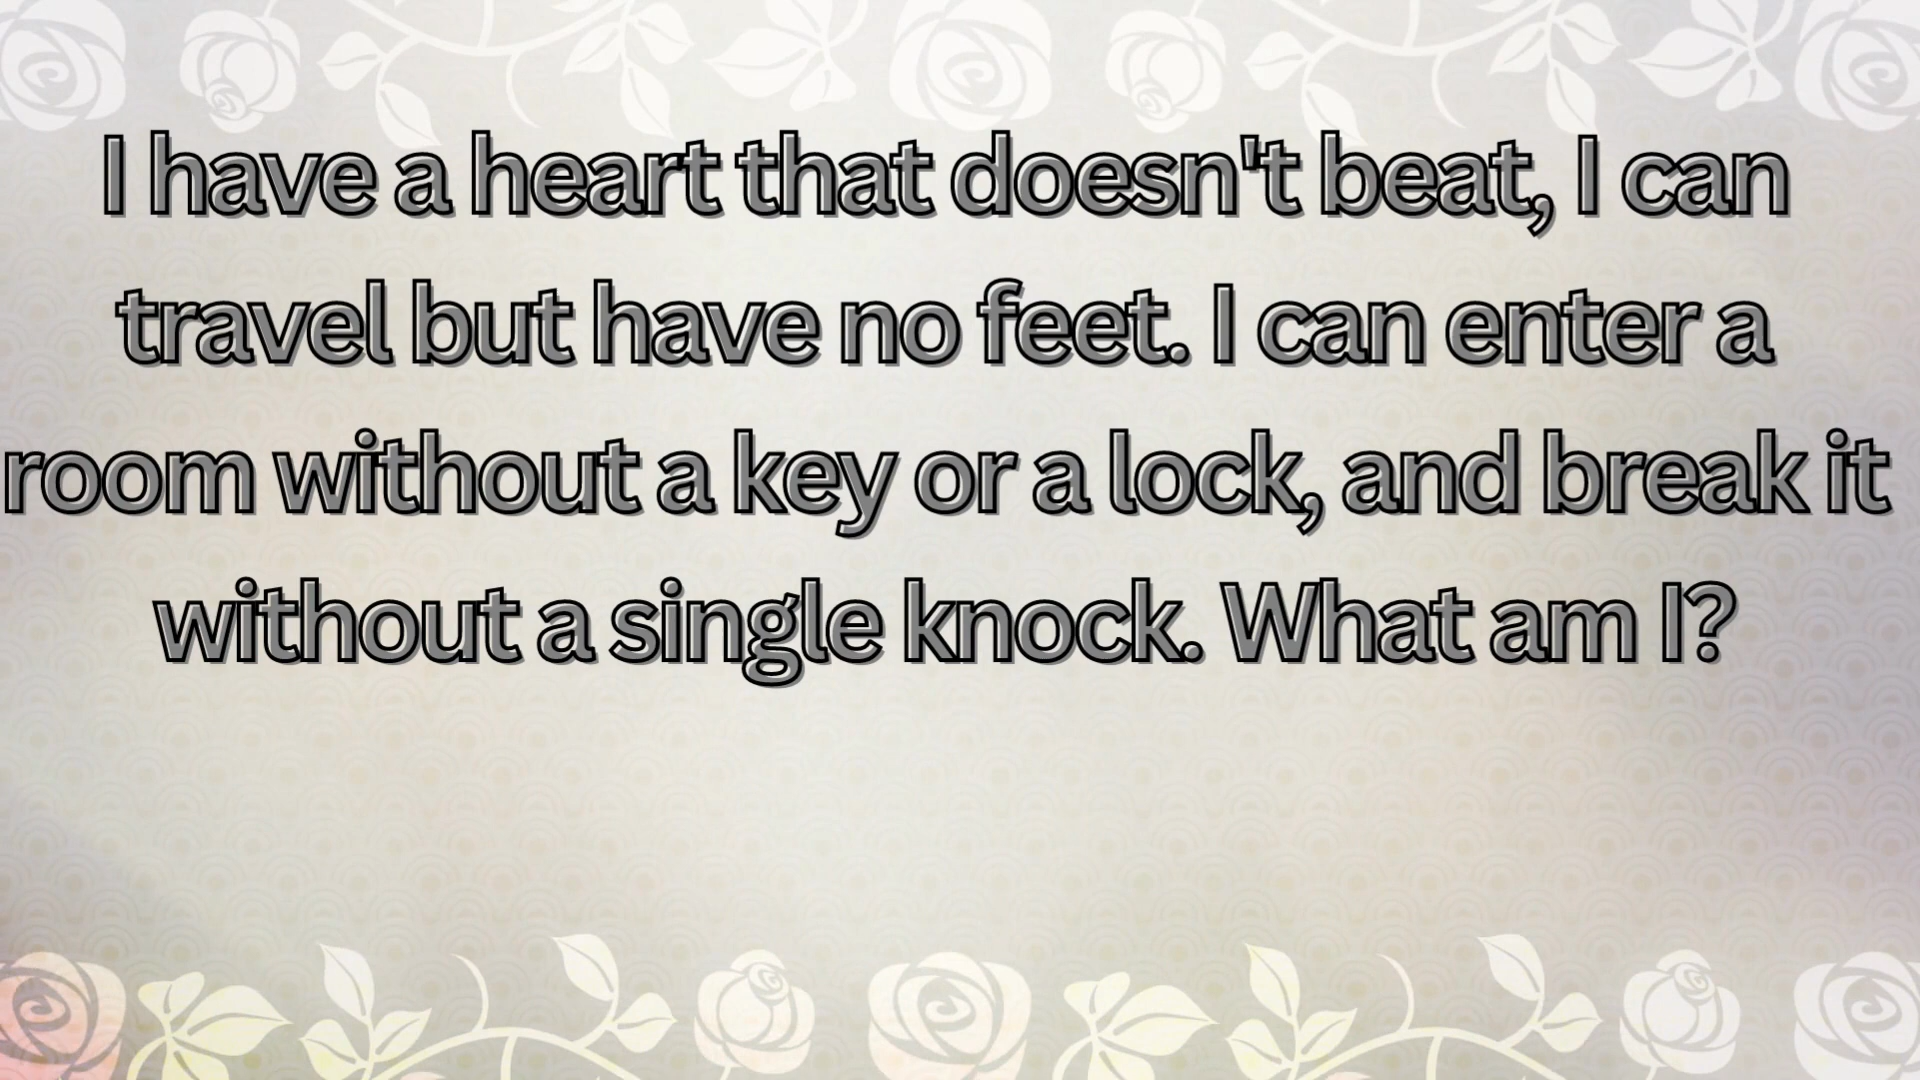 I have a heart that doesn't beat, I can
travel but have no feet. I can enter a
room without a key or a lock, and break it
without a single knock. What am I?